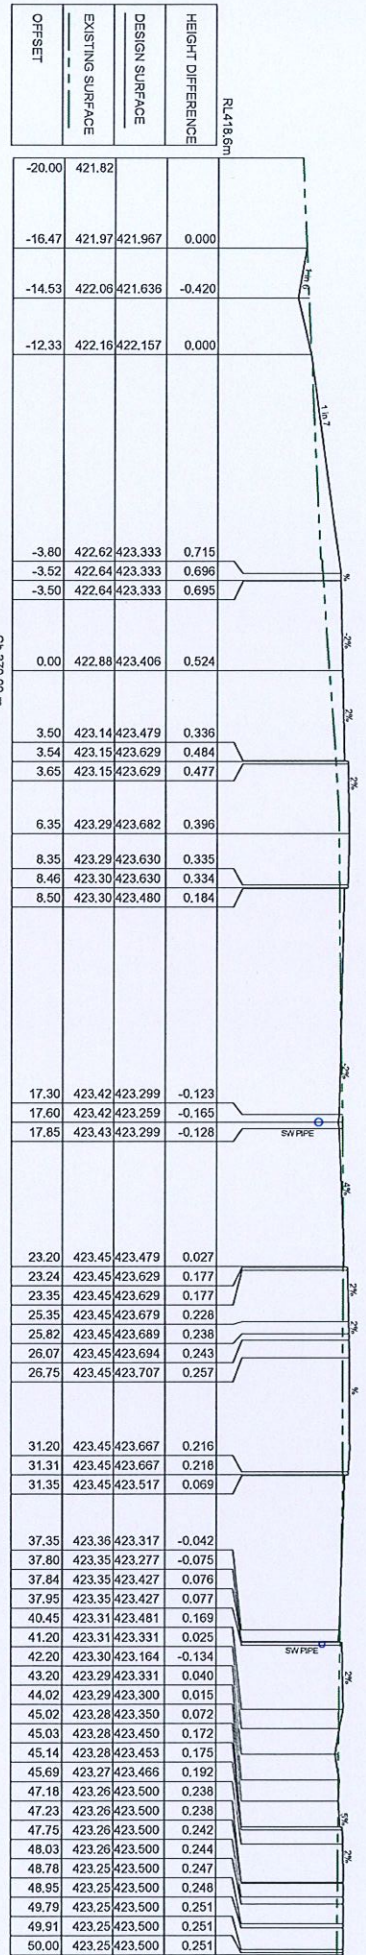 RL418.6m
HEIGHT DIFFERENCE
DESIGN SURFACE
EXISTING SURFACE
OFFSET
-20.00 421.82
-16.47 421.97 421.967 0.000
-14.53 422.06 421.636 -0.420
-12.33 422.16 422.157 0.000
-3.80 422.62 423.333 0.715
-3.52 422.64 423.333 0.696
-3.50 422.64 423.333 0.695
0.00 422.88 423.406 0.524
3.50 423.14 423.479 0.336
3.54 423.15 423.629 0.484
3.65 423.15 423.629 0.477
6.35 423.29 423.682 0.396
8.35 423.29 423.630 0.335
8.46 423.30 423.630 0.334
8.50 423.30 423.480 0.184
17.30 423.42 423.299 -0.123
17.60 423.42 423.259 -0.165
17.85 423.43 423.299 -0.128
23.20 423.45 423.479 0.027
23.24 423.45 423.629 0.177
23.35 423.45 423.629 0.177
25.35 423.45 423.679 0.228
25.82 423.45 423.689 0.238
26.07 423.45 423.694 0.243
26.75 423.45 423.707 0.257
31.20 423.45 423.667 0.216
31.31 423.45 423.667 0.218
31.35 423.45 423.517 0.069
37.35 423.36 423.317 -0.042
37.80 423.35 423.277 -0.075
37.84 423.35 423.427 0.076
37.95 423.35 423.427 0.077
40.45 423.31 423.481 0.169
41.20 423.31 423.331 0.025
42.20 423.30 423.164 -0.134
43.20 423.29 423.331 0.040
44.02 423.29 423.300 0.015
45.02 423.28 423.350 0.072
45.03 423.28 423.450 0.172
45.14 423.28 423.453 0.175
45.69 423.27 423.466 0.192
47.18 423.26 423.500 0.238
47.23 423.26 423.500 0.238
47.75 423.26 423.500 0.242
48.03 423.26 423.500 0.244
48.78 423.25 423.500 0.247
48.95 423.25 423.500 0.248
49.79 423.25 423.500 0.251
49.91 423.25 423.500 0.251
50.00 423.25 423.500 0.251
1 in 6
1 in 7
%
-2%
2%
2%
-2%
SW PIPE
4%
2%
2%
%
SW PIPE
2%
5%
2%